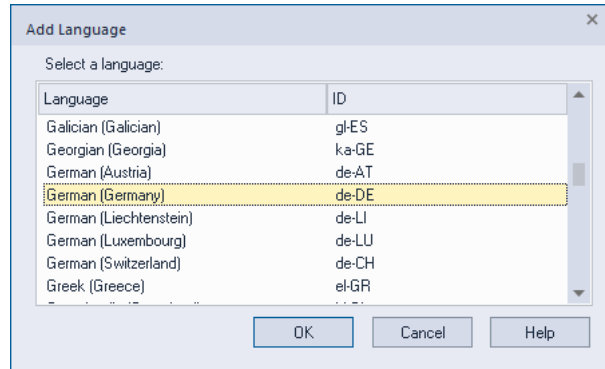 Add Language
Select a language:
Language ID
Galician (Galician) gl-ES
Georgian (Georgia) ka-GE
German (Austria) de-AT
German (Germany) de-DE
German (Liechtenstein) de-LI
German (Luxembourg) de-LU
German (Switzerland) de-CH
Greek (Greece) el-GR
OK Cancel Help